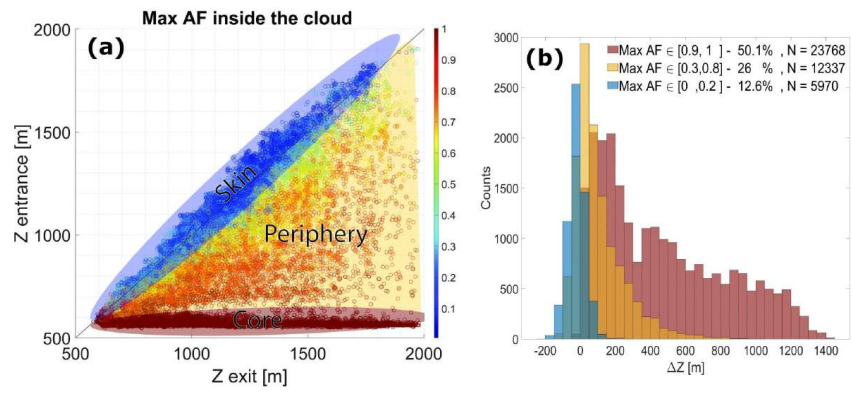 Max AF inside the cloud
(a)
2000
1500
1000
500
Z entrance [m]
500
1000
1500
2000
Z exit [m]
Skin
Periphery
Core
1
0.9
0.8
0.7
0.6
0.5
0.4
0.3
0.2
0.1
(b)
Max AF ∈ [0.9, 1 ] - 50.1% , N = 23768
Max AF ∈ [0.3,0.8] - 26 % , N = 12337
Max AF ∈ [0 ,0.2] - 12.6% , N = 5970
3000
2500
2000
1500
1000
500
0
Counts
-200
0
200
400
600
800
1000
1200
1400
ΔZ [m]